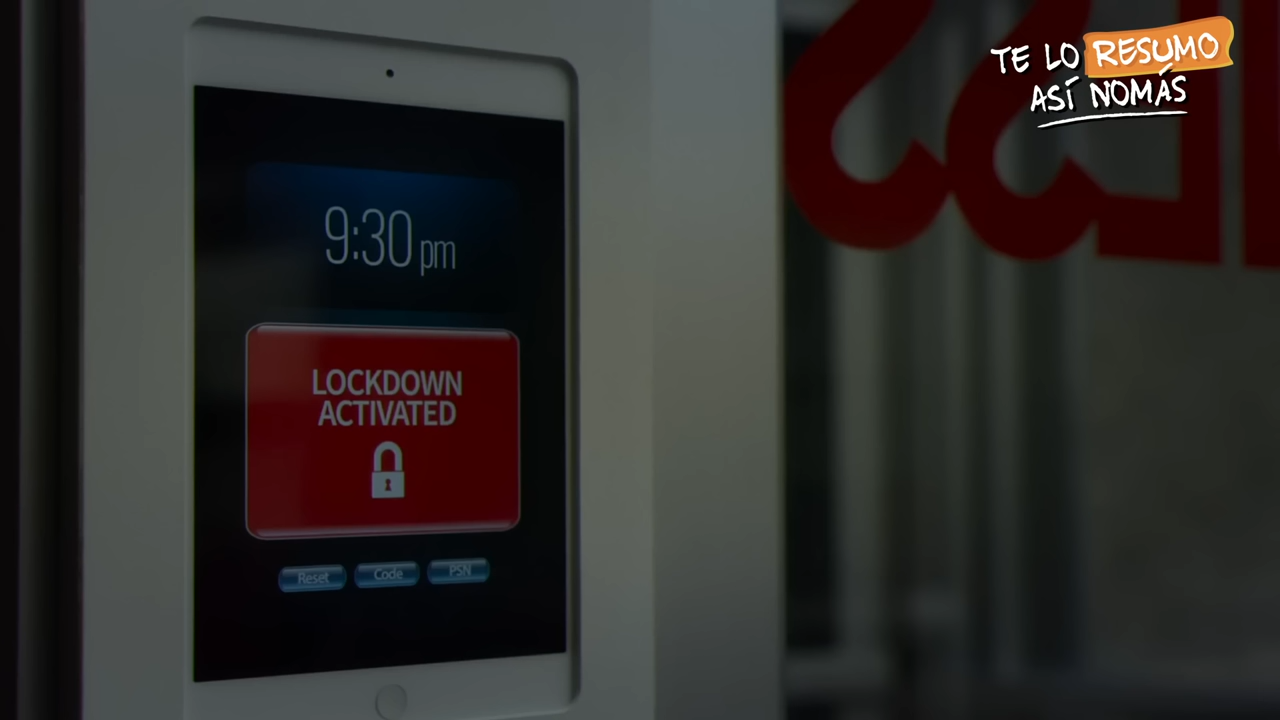 TE LO RESUMO
ASÍ NOMÁS
9:30 pm
LOCKDOWN
ACTIVATED
Reset
Code
PSN